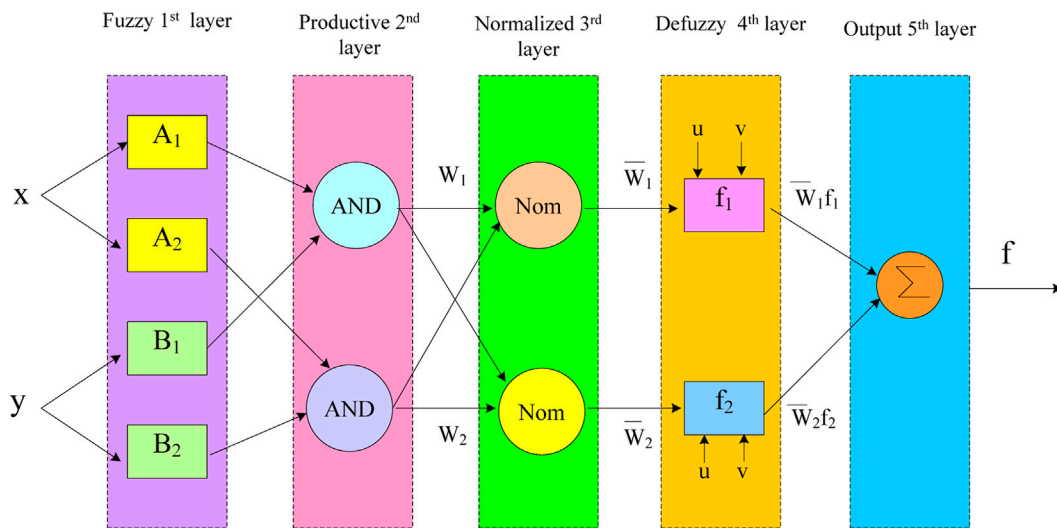 Fuzzy 1st layer
Productive 2nd
layer
Normalized 3rd
layer
Defuzzy 4th layer
Output 5th layer
x
y
A1
A2
B1
B2
AND
AND
W1
W2
Nom
Nom
W̅1
W̅2
u v
f1
f2
u v
W̅1f1
W̅2f2
Σ
f